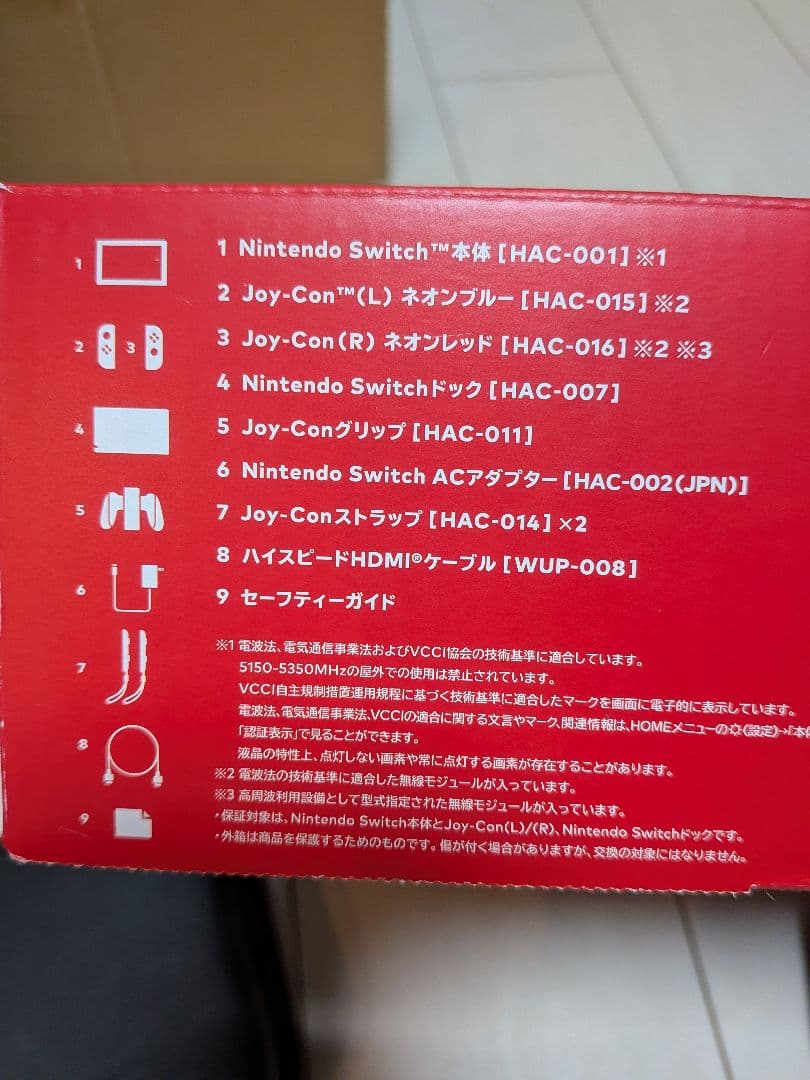 1 Nintendo Switch™本体[HAC-001]※1
2 Joy-Con™(L) ネオンブルー[HAC-015]※2
3 Joy-Con(R) ネオンレッド[HAC-016]※2 ※3
4 Nintendo Switchドック[HAC-007]
5 Joy-Conグリップ[HAC-011]
6 Nintendo Switch ACアダプター[HAC-002(JPN)]
7 Joy-Conストラップ[HAC-014]×2
8 ハイスピードHDMI®ケーブル[WUP-008]
9 セーフティーガイド
1
2 3
4
5
6
7
8
9
※1 電波法、電気通信事業法およびVCCI協会の技術基準に適合しています。
5150-5350MHzの屋外での使用は禁止されています。
VCCI自主規制措置運用規程に基づく技術基準に適合したマークを画面に電子的に表示しています。
電波法、電気通信事業法、VCCIの適合に関する文言やマーク、関連情報は、HOMEメニューの(設定)→「本体
「認証表示」で見ることができます。
液晶の特性上、点灯しない画素や常に点灯する画素が存在することがあります。
※2 電波法の技術基準に適合した無線モジュールが入っています。
※3 高周波利用設備として型式指定された無線モジュールが入っています。
・保証対象は、Nintendo Switch本体とJoy-Con(L)/(R)、Nintendo Switchドックです。
・外箱は商品を保護するためのものです。傷が付く場合がありますが、交換の対象にはなりません。